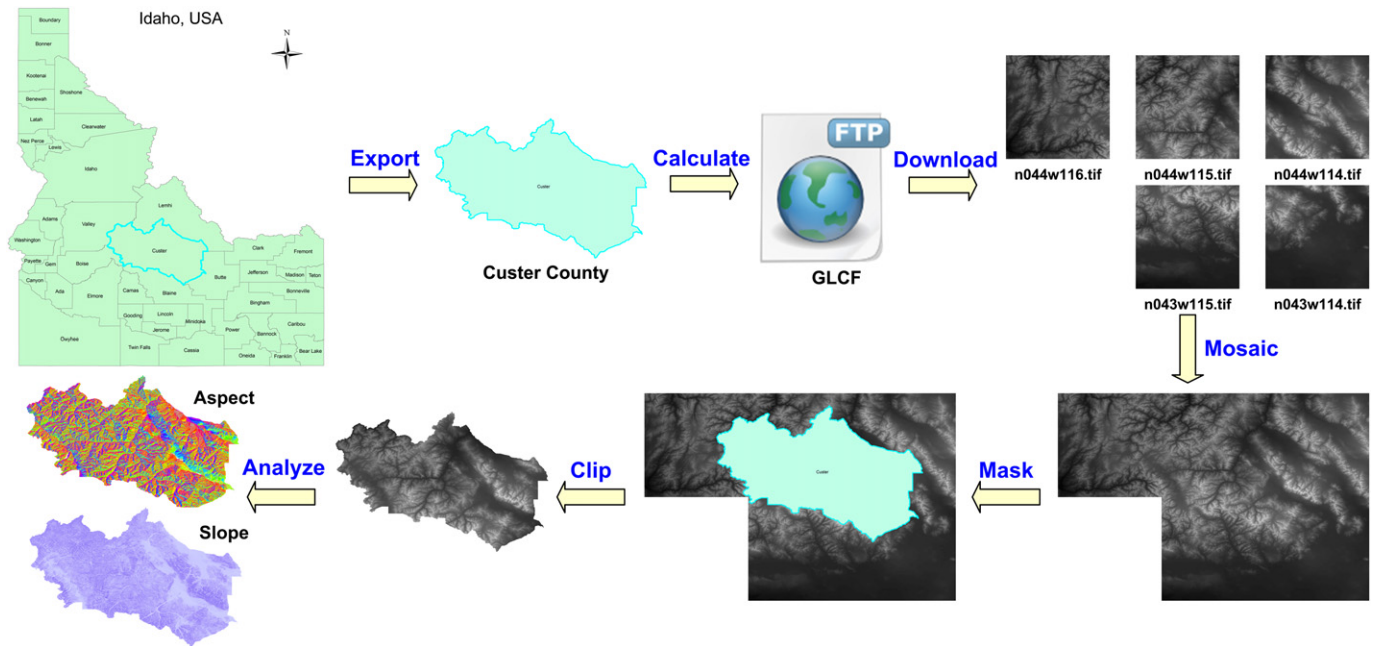 Idaho, USA
N
Boundary
Bonner
Kootenai
Benewah
Shoshone
Latah
Clearwater
Nez Perce
Lewis
Idaho
Lemhi
Adams
Valley
Washington
Custer
Clark
Fremont
Payette
Gem
Boise
Butte
Jefferson
Madison
Teton
Canyon
Ada
Elmore
Camas
Blaine
Bonneville
Bingham
Gooding
Lincoln
Minidoka
Jerome
Power
Caribou
Bannock
Owyhee
Twin Falls
Cassia
Oneida
Franklin
Bear Lake
Export
Custer
Custer County
Calculate
FTP
GLCF
Download
n044w116.tif
n044w115.tif
n044w114.tif
n043w115.tif
n043w114.tif
Mosaic
Mask
Custer
Clip
Analyze
Aspect
Slope